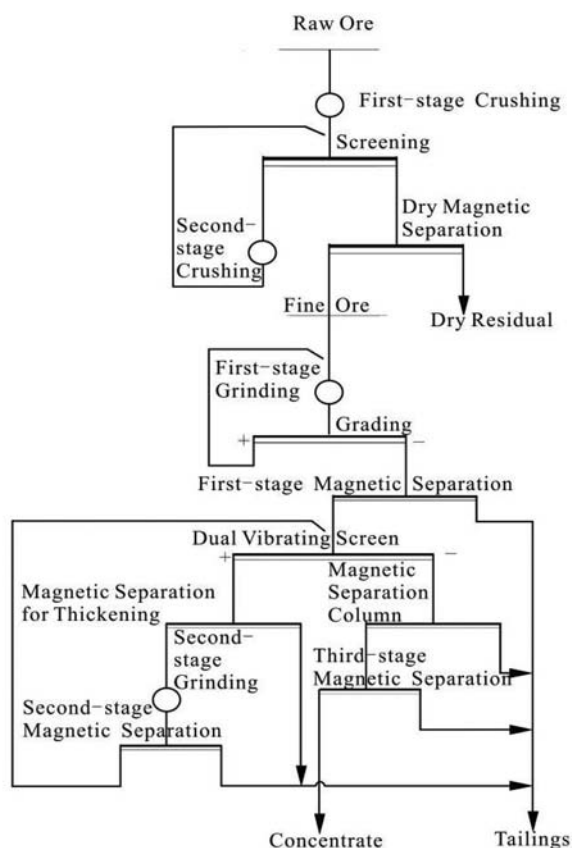 Raw Ore
First-stage Crushing
Screening
Second-
stage
Crushing
Dry Magnetic
Separation
Fine Ore
Dry Residual
First-stage
Grinding
Grading
+
−
First-stage Magnetic Separation
Dual Vibrating Screen
+
−
Magnetic Separation
for Thickening
Magnetic
Separation
Column
Second-
stage
Grinding
Third-stage
Magnetic Separation
Second-stage
Magnetic Separation
Concentrate
Tailings